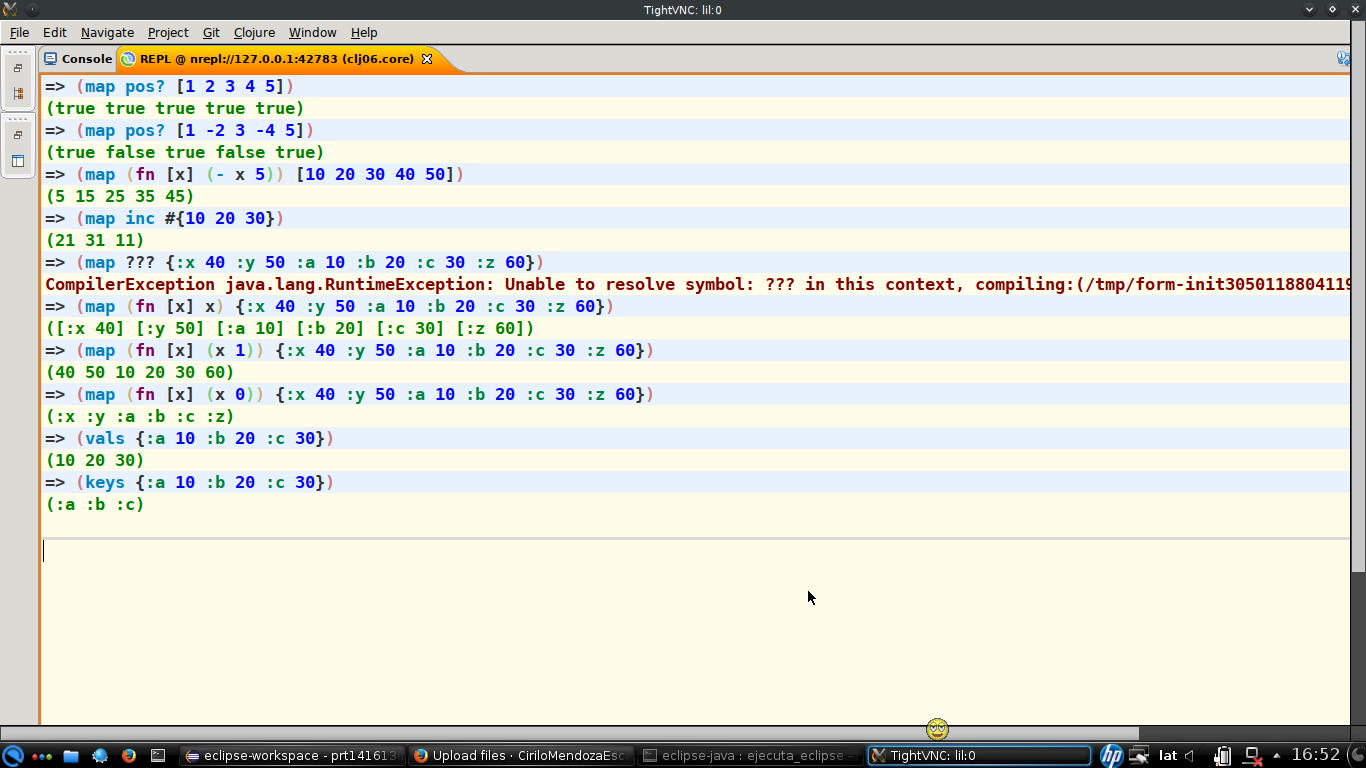 TightVNC: lil:0
File Edit Navigate Project Git Clojure Window Help
Console REPL @ nrepl://127.0.0.1:42783 (clj06.core)
=> (map pos? [1 2 3 4 5])
(true true true true true)
=> (map pos? [1 -2 3 -4 5])
(true false true false true)
=> (map (fn [x] (- x 5)) [10 20 30 40 50])
(5 15 25 35 45)
=> (map inc #{10 20 30})
(21 31 11)
=> (map ??? {:x 40 :y 50 :a 10 :b 20 :c 30 :z 60})
CompilerException java.lang.RuntimeException: Unable to resolve symbol: ??? in this context, compiling:(/tmp/form-init3050118804119
=> (map (fn [x] x) {:x 40 :y 50 :a 10 :b 20 :c 30 :z 60})
([:x 40] [:y 50] [:a 10] [:b 20] [:c 30] [:z 60])
=> (map (fn [x] (x 1)) {:x 40 :y 50 :a 10 :b 20 :c 30 :z 60})
(40 50 10 20 30 60)
=> (map (fn [x] (x 0)) {:x 40 :y 50 :a 10 :b 20 :c 30 :z 60})
(:x :y :a :b :c :z)
=> (vals {:a 10 :b 20 :c 30})
(10 20 30)
=> (keys {:a 10 :b 20 :c 30})
(:a :b :c)
eclipse-workspace - prt141613 Upload files · CiriloMendozaEsc eclipse-java : ejecuta_eclipse TightVNC: lil:0 hp lat 16:52